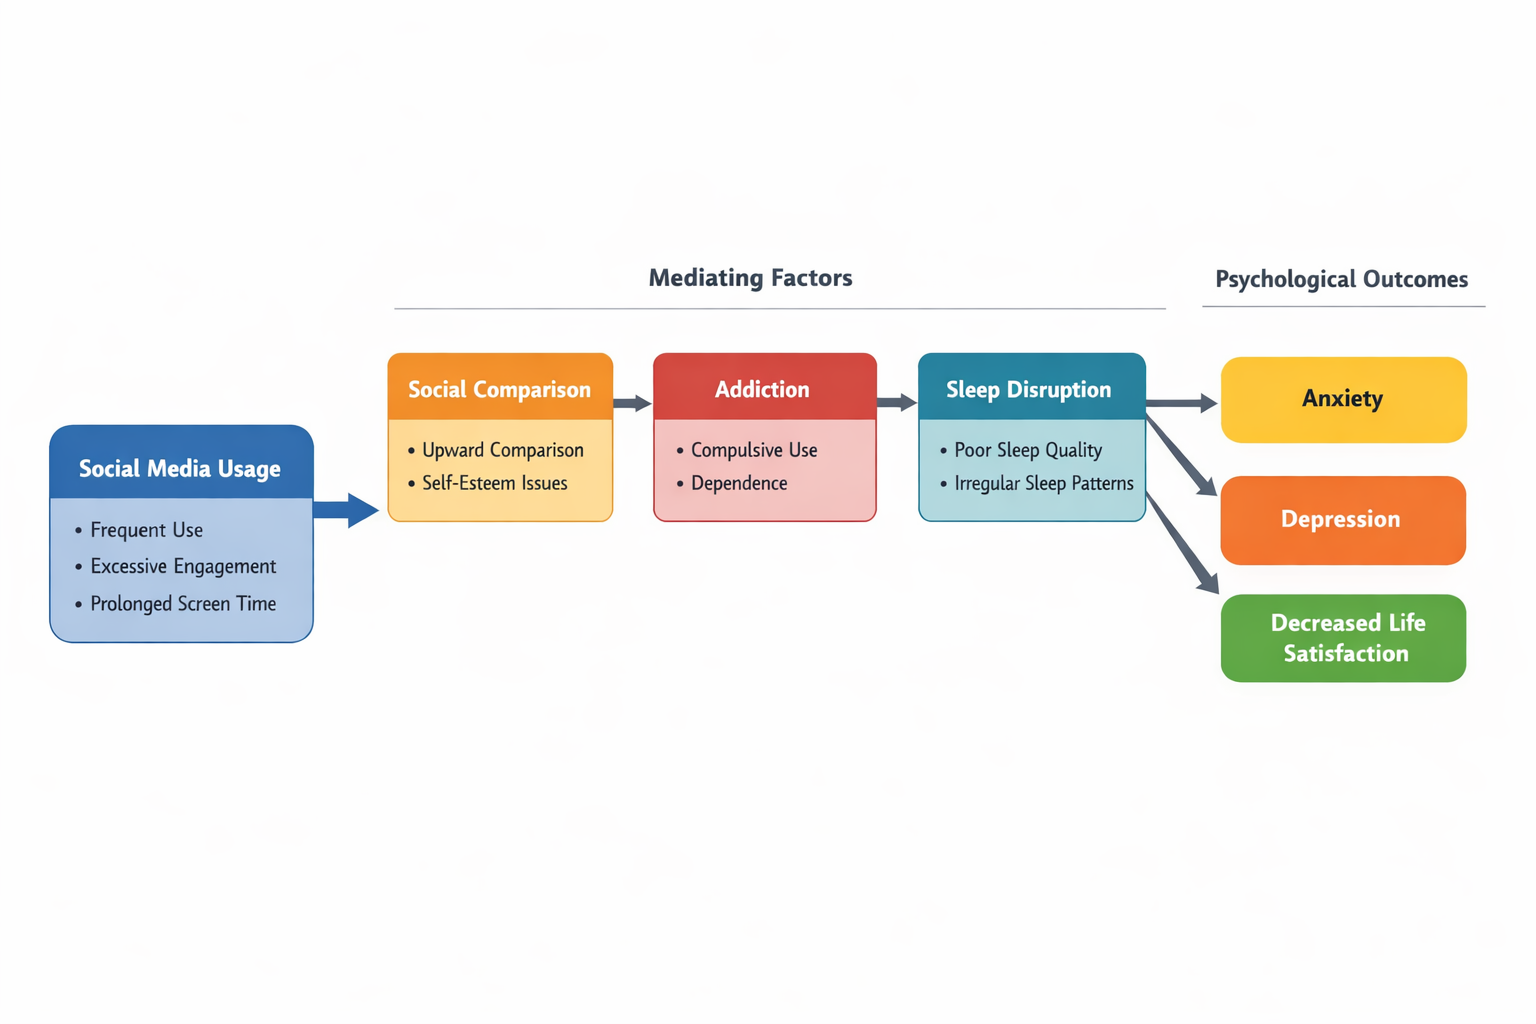 Mediating Factors
Psychological Outcomes
Social Media Usage
• Frequent Use
• Excessive Engagement
• Prolonged Screen Time
Social Comparison
• Upward Comparison
• Self-Esteem Issues
Addiction
• Compulsive Use
• Dependence
Sleep Disruption
• Poor Sleep Quality
• Irregular Sleep Patterns
Anxiety
Depression
Decreased Life
Satisfaction